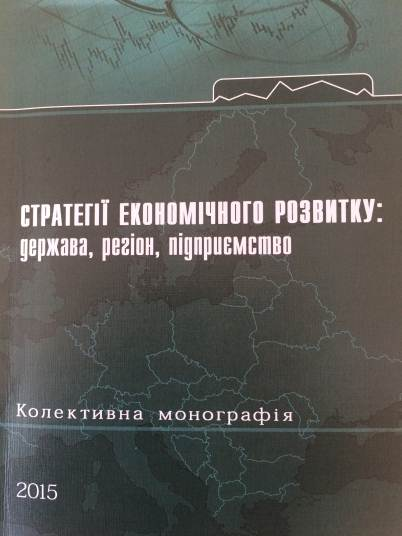 СТРАТЕГІЇ ЕКОНОМІЧНОГО РОЗВИТКУ:
держава, регіон, підприємство
Колективна монографія
2015